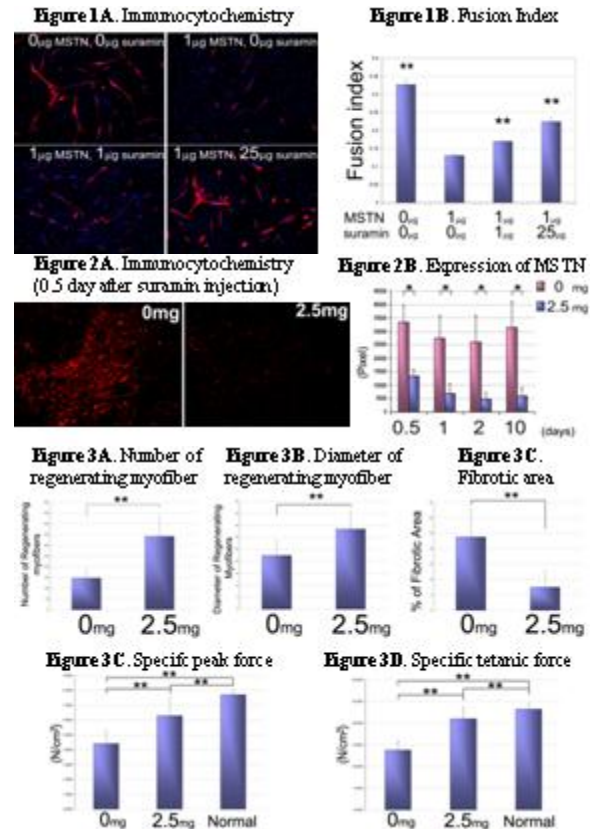 Figure 1A. Immunocytochemistry
0µg MSTN, 0µg suramin
1µg MSTN, 0µg suramin
1µg MSTN, 1µg suramin
1µg MSTN, 25µg suramin
Figure 1B. Fusion Index
Fusion index
**
**
**
MSTN 0µg 1µg 1µg 1µg
suramin 0µg 0µg 1µg 25µg
Figure 2A. Immunocytochemistry
(0.5 day after suramin injection)
0mg
2.5mg
Figure 2B. Expression of MSTN
0 mg
2.5 mg
* * * *
(Pixel)
0.5 1 2 10 (days)
Figure 3A. Number of
regenerating myofiber
**
Number of Regenerating
myofibers
0mg 2.5mg
Figure 3B. Diameter of
regenerating myofiber
**
Diameter of Regenerating
Myofibers
0mg 2.5mg
Figure 3C.
Fibrotic area
**
% of Fibrotic Area
0mg 2.5mg
Figure 3C. Specifc peak force
**
** **
(N/cm²)
0mg 2.5mg Normal
Figure 3D. Specific tetanic force
**
** **
(N/cm²)
0mg 2.5mg Normal